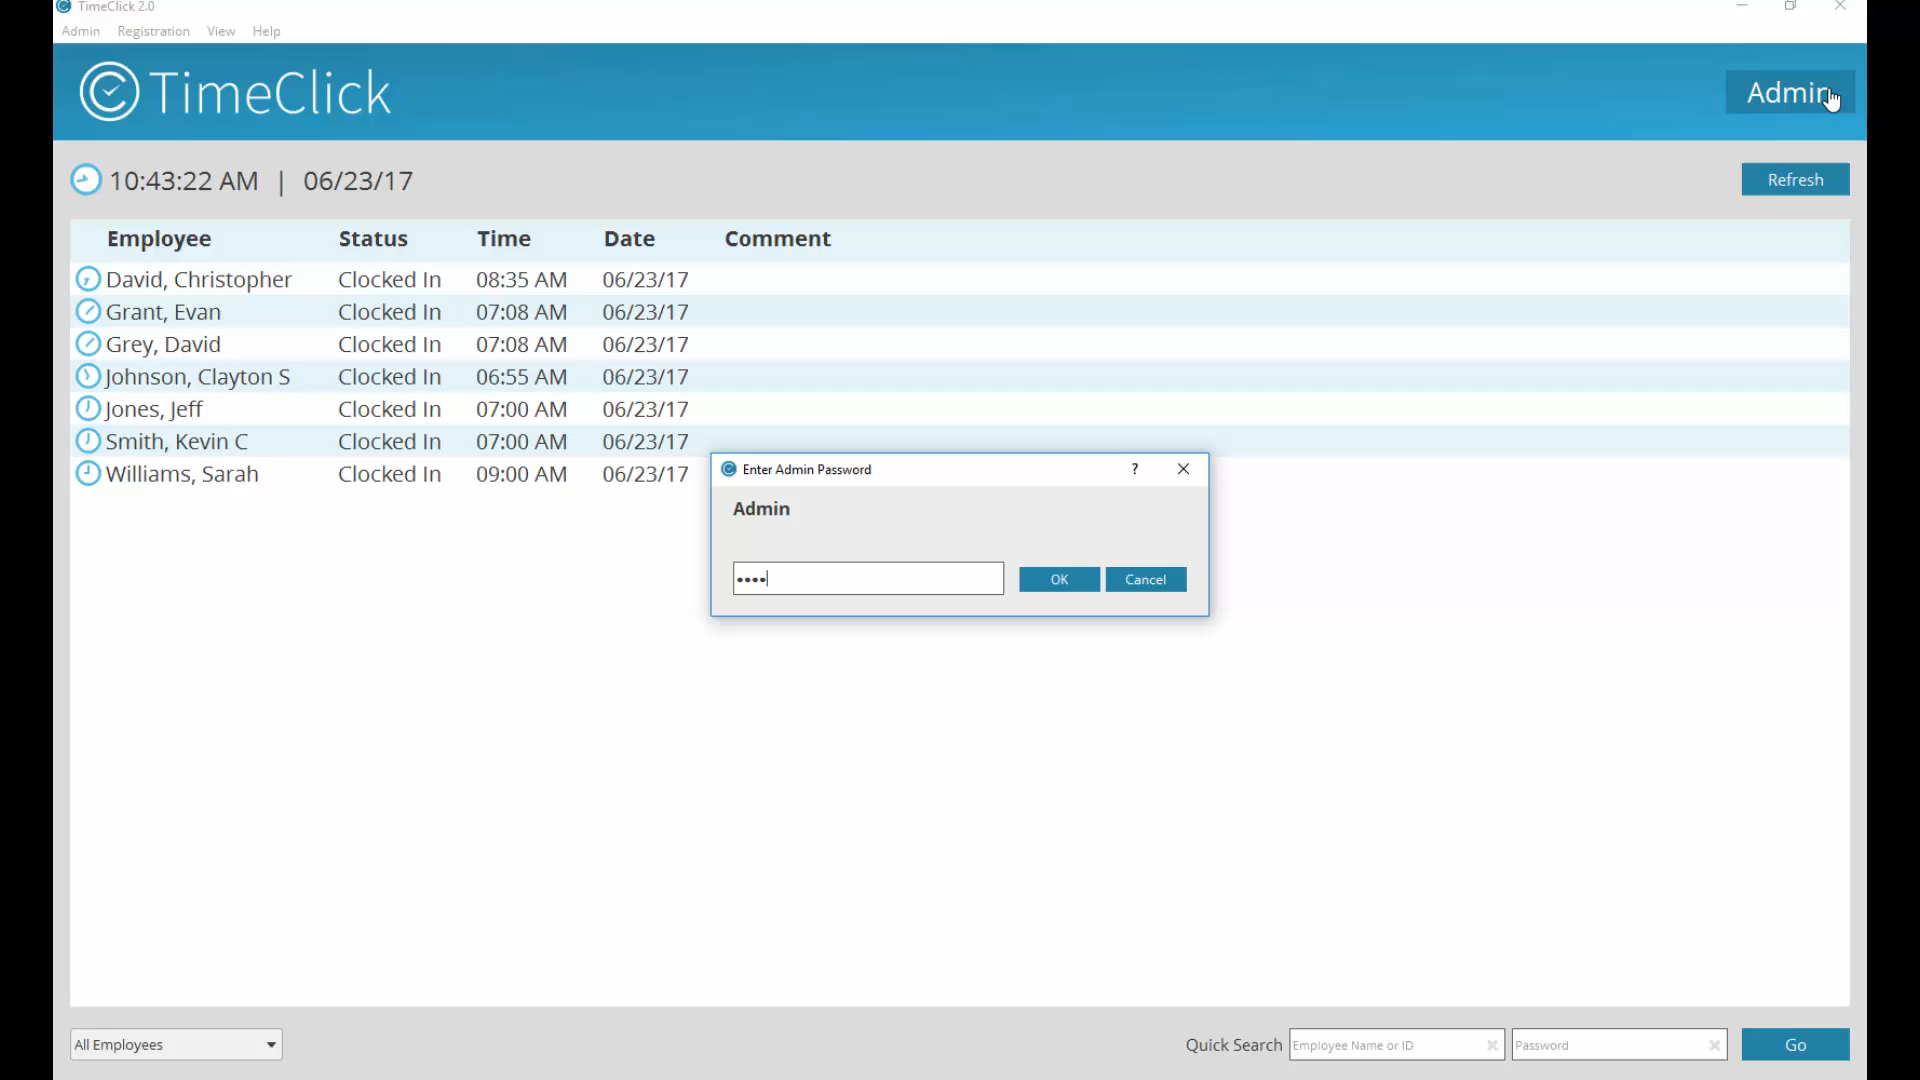 TimeClick 2.0
Admin Registration View Help
TimeClick
Admin
10:43:22 AM | 06/23/17
Refresh
Employee Status Time Date Comment
David, Christopher Clocked In 08:35 AM 06/23/17
Grant, Evan Clocked In 07:08 AM 06/23/17
Grey, David Clocked In 07:08 AM 06/23/17
Johnson, Clayton S Clocked In 06:55 AM 06/23/17
Jones, Jeff Clocked In 07:00 AM 06/23/17
Smith, Kevin C Clocked In 07:00 AM 06/23/17
Williams, Sarah Clocked In 09:00 AM 06/23/17
Enter Admin Password ?
Admin
••••
OK Cancel
All Employees
Quick Search Employee Name or ID Password Go